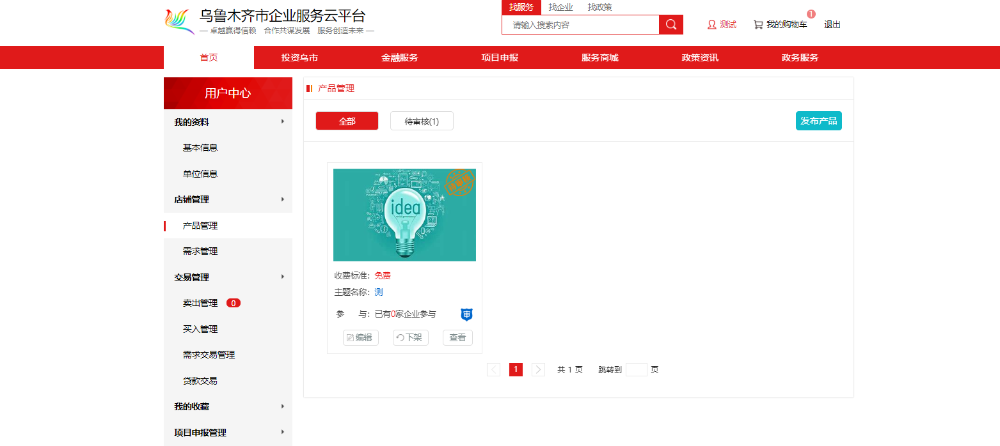 乌鲁木齐市企业服务云平台
— 卓越赢得信赖 合作共谋发展 服务创造未来 —
找服务 找企业 找政策
请输入搜索内容
测试
我的购物车 1
退出
首页 投资乌市 金融服务 项目申报 服务商城 政策资讯 政务服务
用户中心
我的资料
基本信息
单位信息
店铺管理
产品管理
需求管理
交易管理
卖出管理 0
买入管理
需求交易管理
贷款交易
我的收藏
项目申报管理
产品管理
全部 待审核(1) 发布产品
待审核
idea
收费标准：免费
主题名称：测
参 与：已有0家企业参与 审
编辑 下架 查看
1 共 1 页 跳转到 页